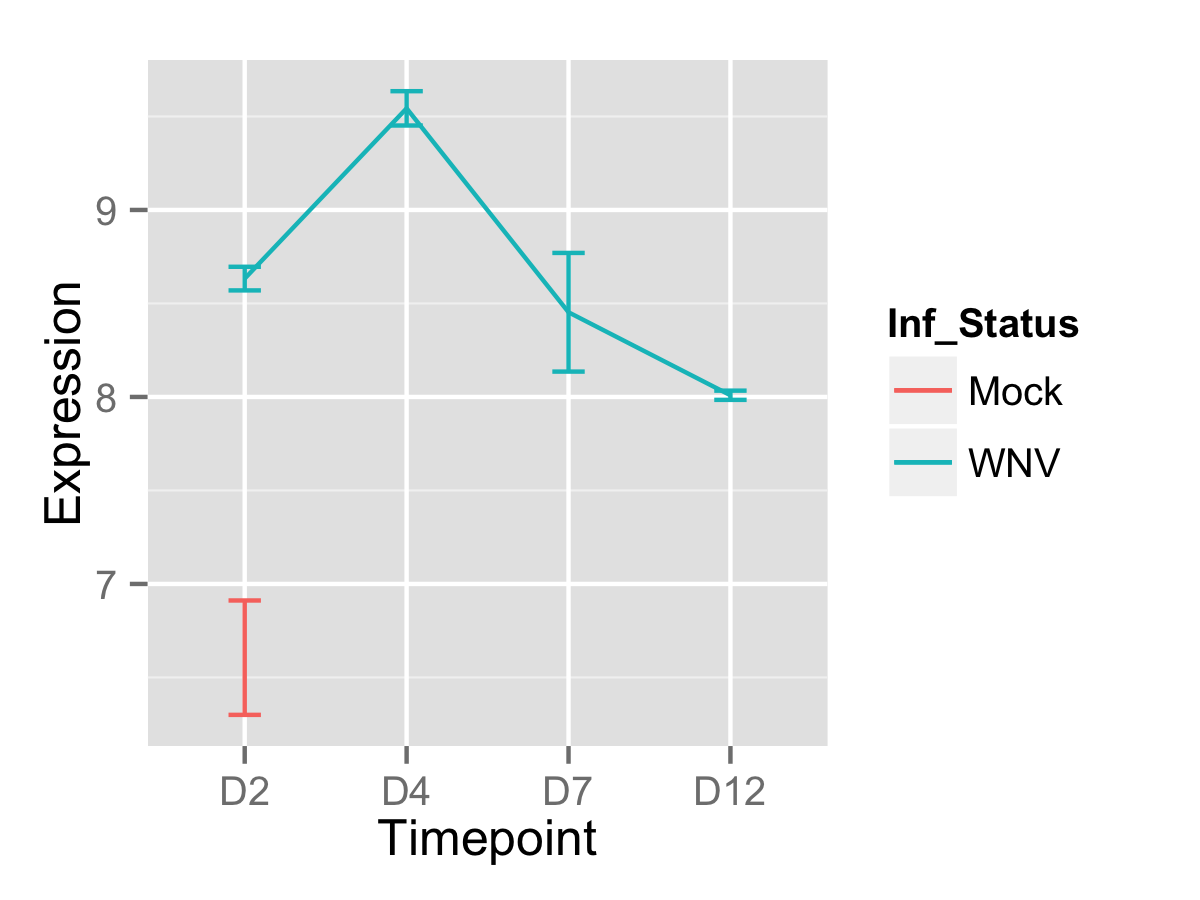 9
8
7
Expression
D2 D4 D7 D12
Timepoint
Inf_Status
Mock
WNV